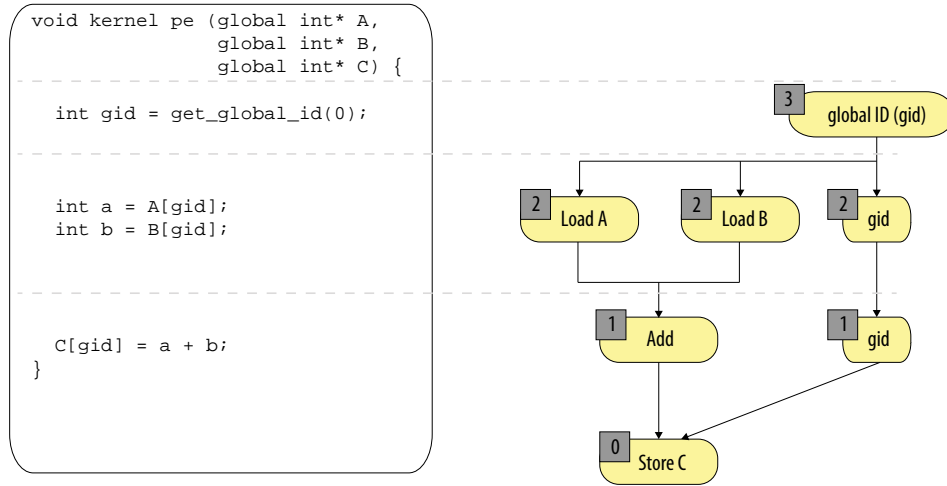 void kernel pe (global int* A,
global int* B,
global int* C) {
int gid = get_global_id(0);
int a = A[gid];
int b = B[gid];
C[gid] = a + b;
}
3
global ID (gid)
2
Load A
2
Load B
2
gid
1
Add
1
gid
0
Store C